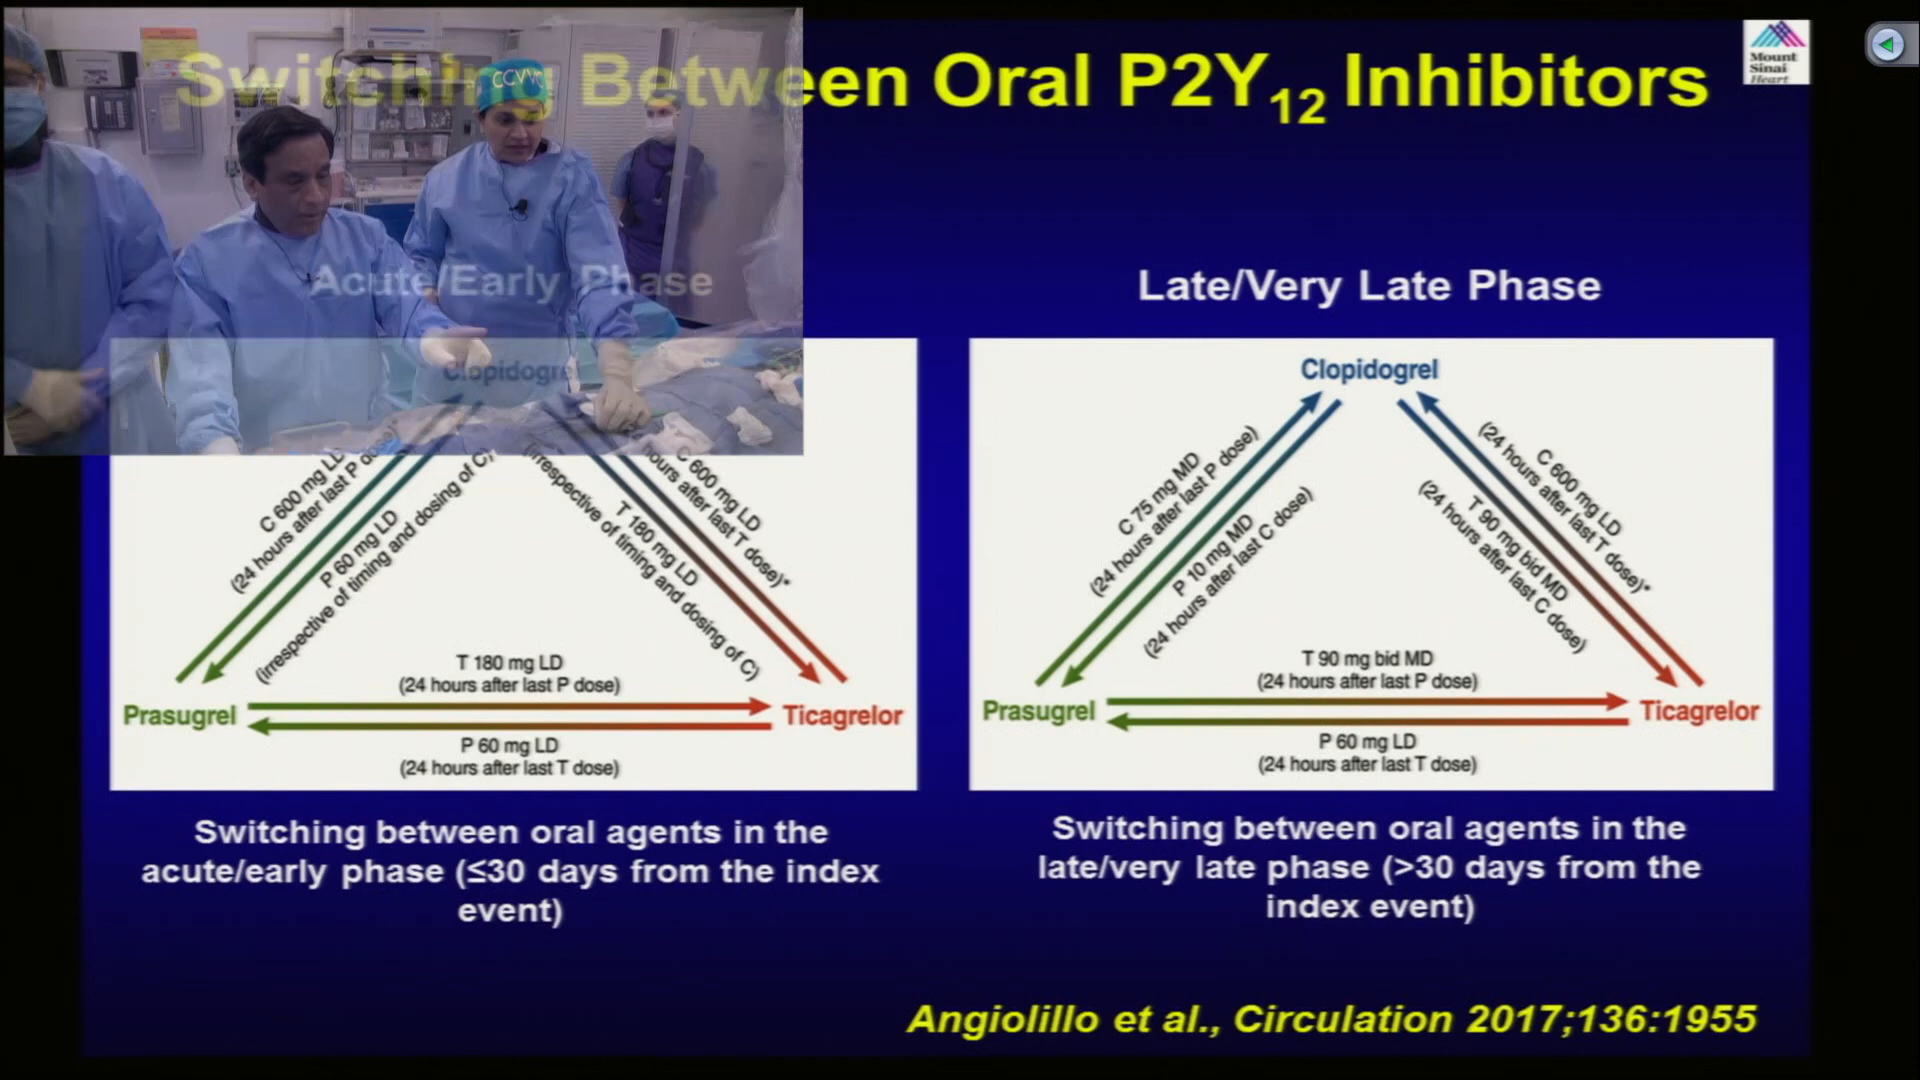 Switching Between Oral P2Y12 Inhibitors
Mount
Sinai
Heart
CCVVC
Acute/Early Phase
Clopidogrel
C 600 mg LD
(24 hours after last P dose)*
P 60 mg LD
(irrespective of timing and dosing of C)
C 600 mg LD
hours after last T dose)*
T 180 mg LD
(irrespective of timing and dosing of C)
T 180 mg LD
(24 hours after last P dose)
Prasugrel
Ticagrelor
P 60 mg LD
(24 hours after last T dose)
Switching between oral agents in the
acute/early phase (≤30 days from the index
event)
Late/Very Late Phase
Clopidogrel
C 75 mg MD
(24 hours after last P dose)
P 10 mg MD
(24 hours after last C dose)
C 600 mg LD
(24 hours after last T dose)*
T 90 mg bid MD
(24 hours after last C dose)
T 90 mg bid MD
(24 hours after last P dose)
Prasugrel
Ticagrelor
P 60 mg LD
(24 hours after last T dose)
Switching between oral agents in the
late/very late phase (>30 days from the
index event)
Angiolillo et al., Circulation 2017;136:1955